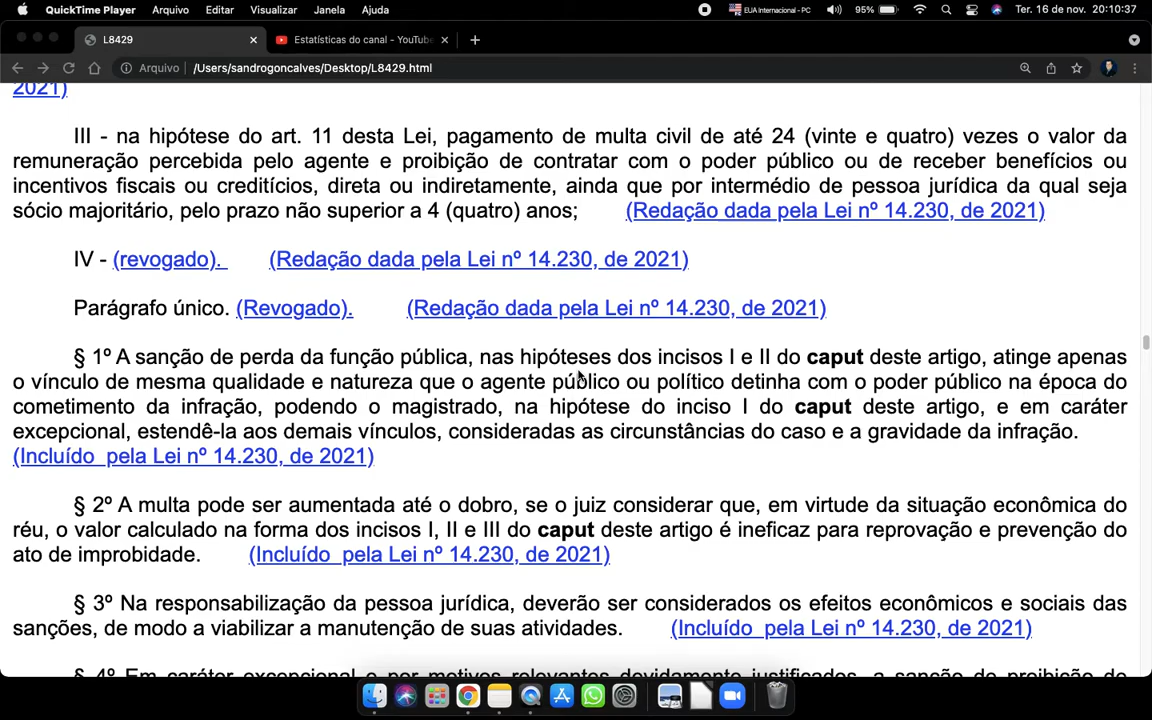 QuickTime Player Arquivo Editar Visualizar Janela Ajuda EUA Internacional - PC 95% Ter. 16 de nov. 20:10:37
L8429 Estatísticas do canal - YouTube
Arquivo /Users/sandrogoncalves/Desktop/L8429.html
2021)
III - na hipótese do art. 11 desta Lei, pagamento de multa civil de até 24 (vinte e quatro) vezes o valor da
remuneração percebida pelo agente e proibição de contratar com o poder público ou de receber benefícios ou
incentivos fiscais ou creditícios, direta ou indiretamente, ainda que por intermédio de pessoa jurídica da qual seja
sócio majoritário, pelo prazo não superior a 4 (quatro) anos; (Redação dada pela Lei nº 14.230, de 2021)
IV - (revogado). (Redação dada pela Lei nº 14.230, de 2021)
Parágrafo único. (Revogado). (Redação dada pela Lei nº 14.230, de 2021)
§ 1º A sanção de perda da função pública, nas hipóteses dos incisos I e II do caput deste artigo, atinge apenas
o vínculo de mesma qualidade e natureza que o agente público ou político detinha com o poder público na época do
cometimento da infração, podendo o magistrado, na hipótese do inciso I do caput deste artigo, e em caráter
excepcional, estendê-la aos demais vínculos, consideradas as circunstâncias do caso e a gravidade da infração.
(Incluído pela Lei nº 14.230, de 2021)
§ 2º A multa pode ser aumentada até o dobro, se o juiz considerar que, em virtude da situação econômica do
réu, o valor calculado na forma dos incisos I, II e III do caput deste artigo é ineficaz para reprovação e prevenção do
ato de improbidade. (Incluído pela Lei nº 14.230, de 2021)
§ 3º Na responsabilização da pessoa jurídica, deverão ser considerados os efeitos econômicos e sociais das
sanções, de modo a viabilizar a manutenção de suas atividades. (Incluído pela Lei nº 14.230, de 2021)
§ 4º Em caráter excepcional e por motivos relevantes devidamente justificados, a sanção de proibição de